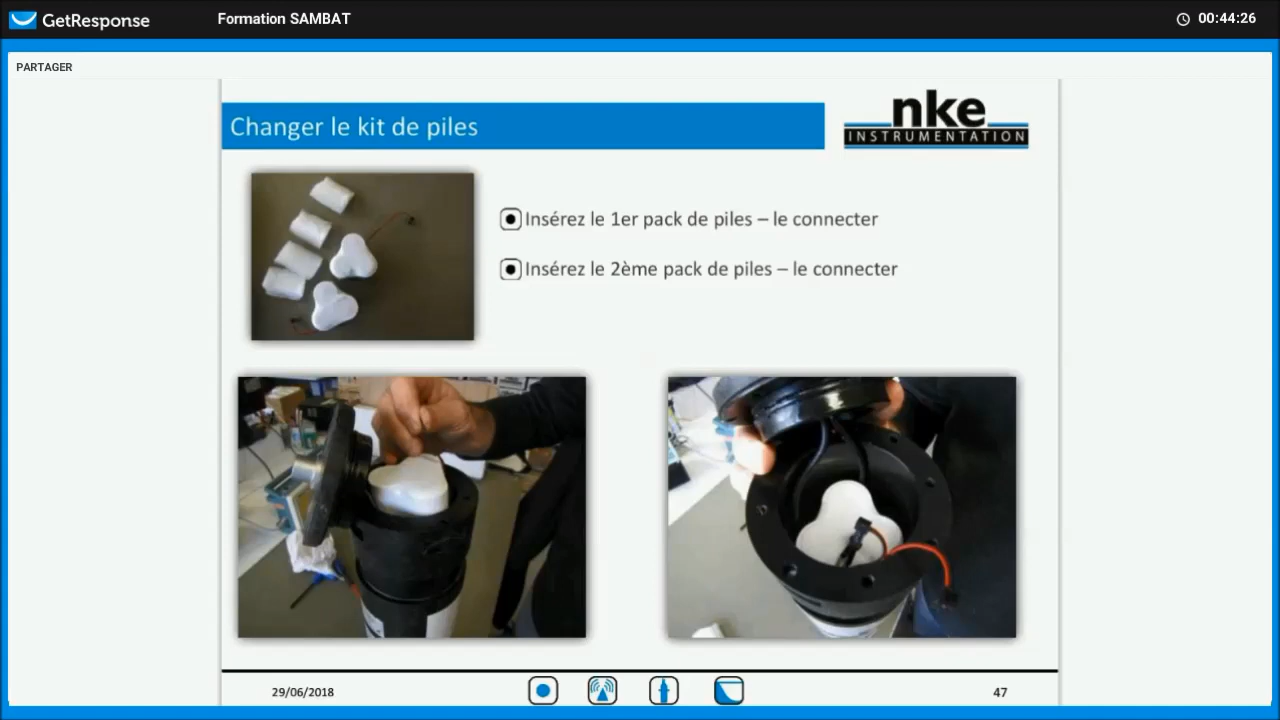 GetResponse
Formation SAMBAT
00:44:26
PARTAGER
Changer le kit de piles
nke
INSTRUMENTATION
Insérez le 1er pack de piles – le connecter
Insérez le 2ème pack de piles – le connecter
29/06/2018
47